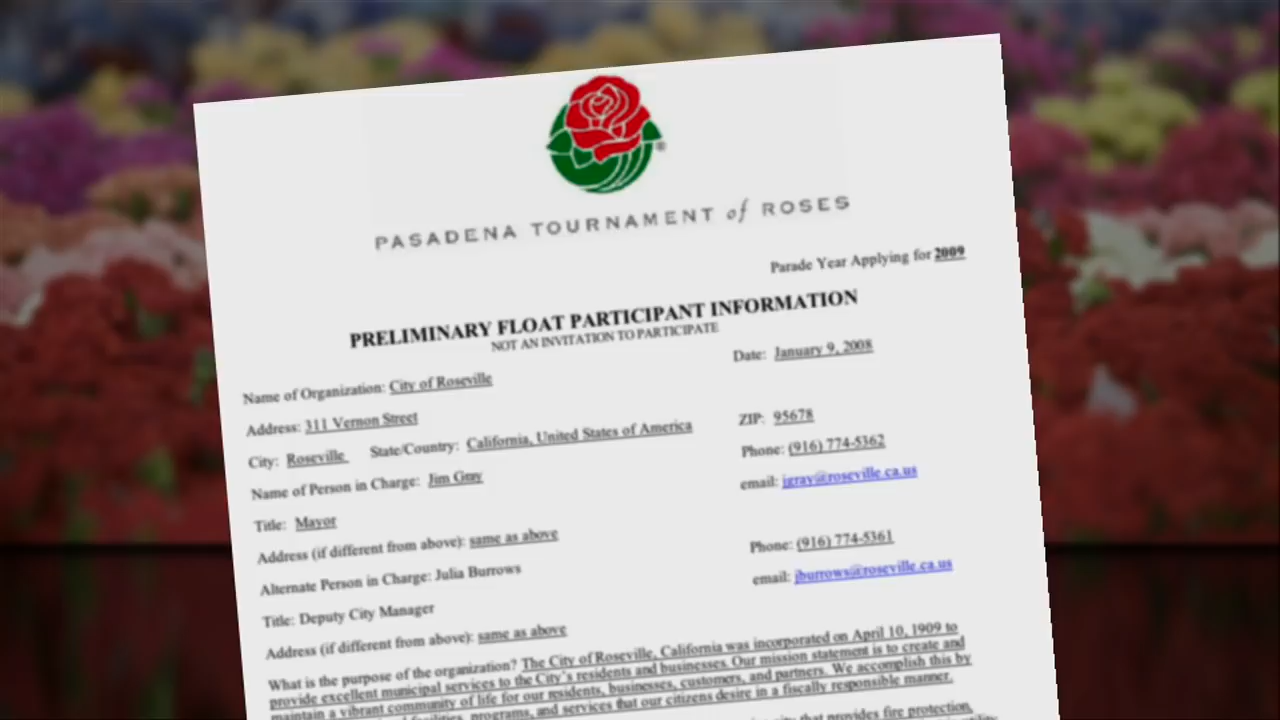 PASADENA TOURNAMENT of ROSES
Parade Year Applying for 2009
PRELIMINARY FLOAT PARTICIPANT INFORMATION
NOT AN INVITATION TO PARTICIPATE
Date: January 9, 2008
Name of Organization: City of Roseville
Address: 311 Vernon Street
ZIP: 95678
City: Roseville State/Country: California, United States of America
Phone: (916) 774-5362
Name of Person in Charge: Jim Gray
email: jgray@roseville.ca.us
Title: Mayor
Address (if different from above): same as above
Phone: (916) 774-5361
Alternate Person in Charge: Julia Burrows
email: jburrows@roseville.ca.us
Title: Deputy City Manager
Address (if different from above): same as above
What is the purpose of the organization? The City of Roseville, California was incorporated on April 10, 1909 to
provide excellent municipal services to the City's residents and businesses. Our mission statement is to create and
maintain a vibrant community of life for our residents, businesses, customers, and partners. We accomplish this by
facilities, programs, and services that our citizens desire in a fiscally responsible manner.
city that provides fire protection,